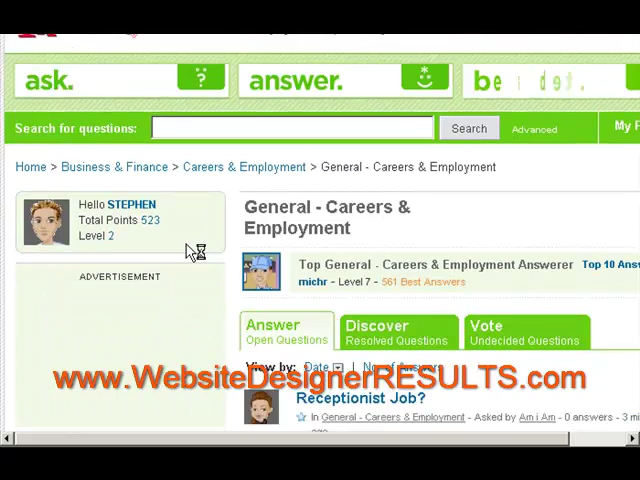 ask. ? answer.
Search for questions: Search Advanced My
Home > Business & Finance > Careers & Employment > General - Careers & Employment
Hello STEPHEN
Total Points 523
Level 2
ADVERTISEMENT
General - Careers &
Employment
Top General - Careers & Employment Answerer Top 10
michr - Level 7 - 561 Best Answers
Answer
Open Questions
Discover
Resolved Questions
Vote
Undecided Questions
View by: Date | No. of Answers
www.WebsiteDesignerRESULTS.com
Receptionist Job?
In General - Careers & Employment - Asked by Am i Am - 0 answers - 3